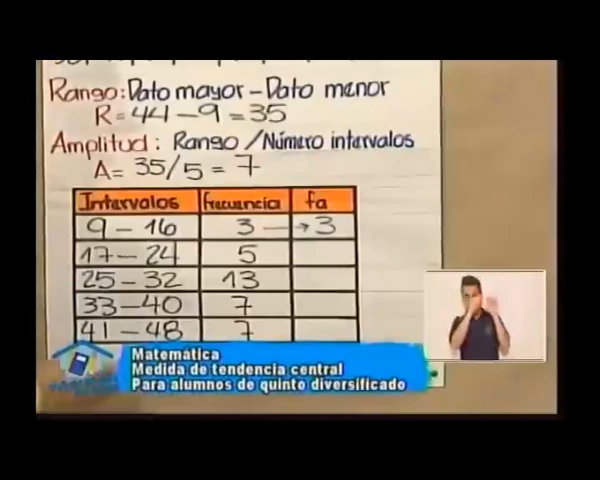 Rango: Dato mayor - Dato menor
R = 44 - 9 = 35
Amplitud: Rango / Número intervalos
A = 35/5 = 7
Intervalos frecuencia fa
9 - 16 3 → 3
17 - 24 5
25 - 32 13
33 - 40 7
41 - 48 7
Matemática
Medida de tendencia central
Para alumnos de quinto diversificado